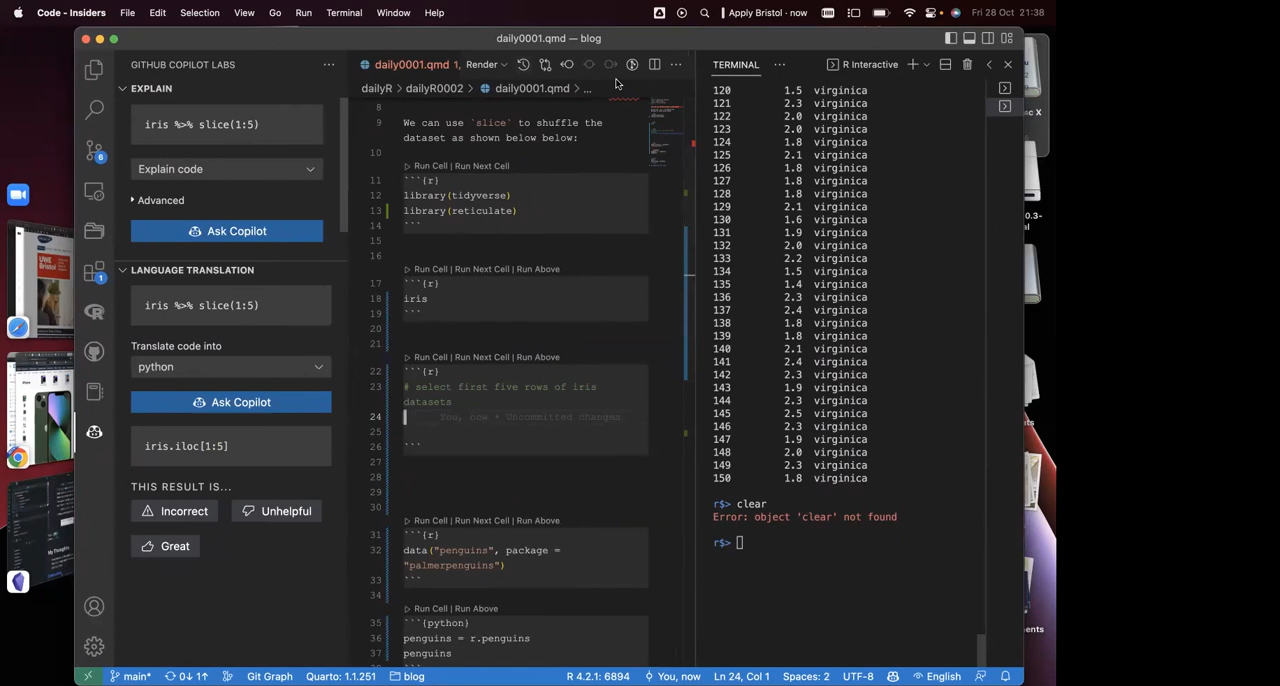 Code - Insiders File Edit Selection View Go Run Terminal Window Help Apply Bristol · now Fri 28 Oct 21:38
daily0001.qmd — blog
GITHUB COPILOT LABS
EXPLAIN
iris %>% slice(1:5)
Explain code
Advanced
Ask Copilot
LANGUAGE TRANSLATION
iris %>% slice(1:5)
Translate code into
python
Ask Copilot
iris.iloc[1:5]
THIS RESULT IS...
Incorrect Unhelpful
Great
6
1
daily0001.qmd 1, Render
dailyR > dailyR0002 > daily0001.qmd > ...
8
9 We can use `slice` to shuffle the
dataset as shown below below:
10
Run Cell | Run Next Cell
11 ```{r}
12 library(tidyverse)
13 library(reticulate)
14 ```
15
16
Run Cell | Run Next Cell | Run Above
17 ```{r}
18 iris
19 ```
20
21
Run Cell | Run Next Cell | Run Above
22 ```{r}
23 # select first five rows of iris
datasets
24 You, now • Uncommitted changes
25
26 ```
27
28
29
30
Run Cell | Run Next Cell | Run Above
31 ```{r}
32 data("penguins", package =
"palmerpenguins")
33 ```
34
Run Cell | Run Above
35 ```{python}
36 penguins = r.penguins
37 penguins
TERMINAL R Interactive
120 1.5 virginica
121 2.3 virginica
122 2.0 virginica
123 2.0 virginica
124 1.8 virginica
125 2.1 virginica
126 1.8 virginica
127 1.8 virginica
128 1.8 virginica
129 2.1 virginica
130 1.6 virginica
131 1.9 virginica
132 2.0 virginica
133 2.2 virginica
134 1.5 virginica
135 1.4 virginica
136 2.3 virginica
137 2.4 virginica
138 1.8 virginica
139 1.8 virginica
140 2.1 virginica
141 2.4 virginica
142 2.3 virginica
143 1.9 virginica
144 2.3 virginica
145 2.5 virginica
146 2.3 virginica
147 1.9 virginica
148 2.0 virginica
149 2.3 virginica
150 1.8 virginica
r$> clear
Error: object 'clear' not found
r$>
main* 0↓ 1↑ Git Graph Quarto: 1.1.251 blog R 4.2.1: 6894 You, now Ln 24, Col 1 Spaces: 2 UTF-8 English
UWE
Bristol